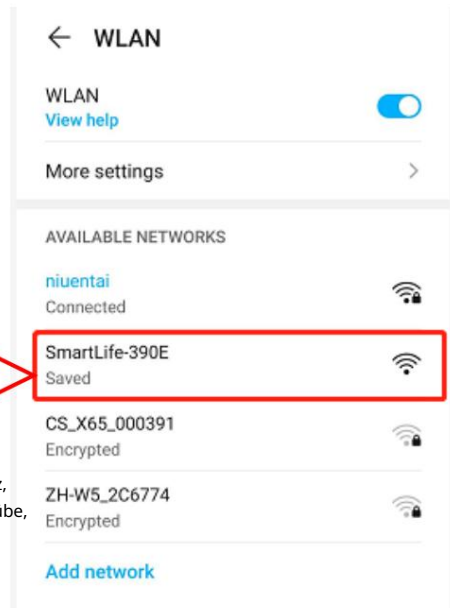 WLAN
WLAN
View help
More settings
AVAILABLE NETWORKS
niuentai
Connected
SmartLife-390E
Saved
CS_X65_000391
Encrypted
ZH-W5_2C6774
Encrypted
Add network